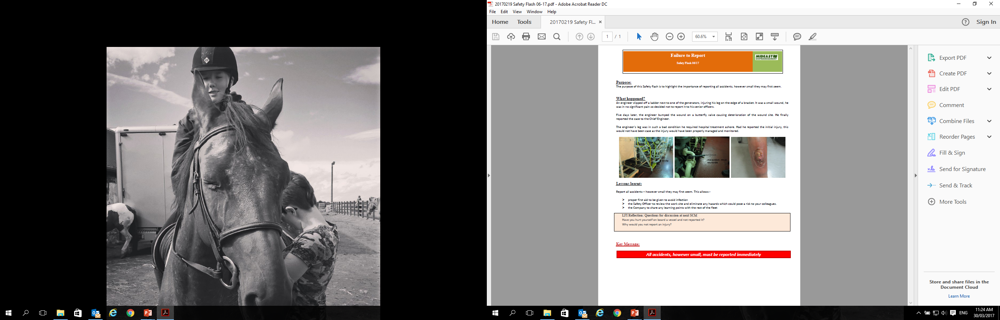 20170219 Safety Flash 06-17.pdf - Adobe Acrobat Reader DC
File Edit View Window Help
Home Tools 20170219 Safety Fl... Sign In
1 / 1 60.6%
Failure to Report
Safety Flash 06/17
MIDEAST
SHIPMANAGEMENT
Purpose:
The purpose of this Safety flash is to highlight the importance of reporting all accidents, however small they may first seem.
What happened?
An engineer slipped off a ladder next to one of the generators, injuring his leg on the edge of a bracket. It was a small wound, he
was in no significant pain so decided not to report it to his senior officers.
Five days later, the engineer bumped the wound on a butterfly valve causing deterioration of the wound site. He finally
reported the case to the Chief Engineer.
The engineer's leg was in such a bad condition he required hospital treatment ashore. Had he reported the initial injury, this
would not have been case as the injury would have been properly managed and monitored.
1st slip
2nd accident - Hit on
this handle
Lessons learnt:
Report all accidents – however small they may first seem. This allows:-
proper first aid to be given to avoid infection
the Safety Officer to review the work site and eliminate any hazards which could pose a risk to your colleagues.
the Company to share any learning points with the rest of the fleet
LFI Reflection: Questions for discussion at next SCM
Have you hurt yourself on board a vessel and not reported it?
Why would you not report an injury?
Key Message:
All accidents, however small, must be reported immediately
Export PDF
Create PDF
Edit PDF
Comment
Combine Files
Reorder Pages
Fill & Sign
Send for Signature
Send & Track
More Tools
Store and share files in the
Document Cloud
Learn More
ENG
11:24 AM
30/03/2017